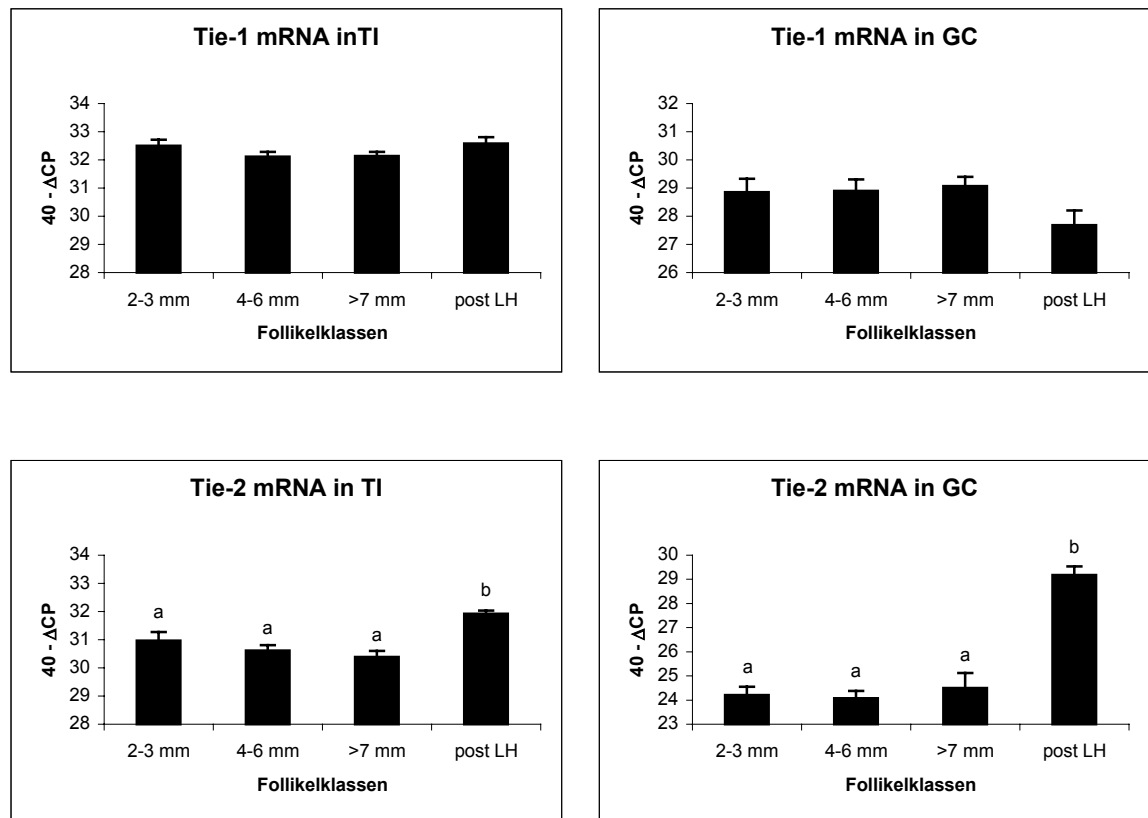 Tie-1 mRNA inTI
40 - ΔCP
34
33
32
31
30
29
28
2-3 mm 4-6 mm >7 mm post LH
Follikelklassen
Tie-1 mRNA in GC
40 - ΔCP
32
31
30
29
28
27
26
2-3 mm 4-6 mm >7 mm post LH
Follikelklassen
Tie-2 mRNA in TI
40 - ΔCP
34
33
32
31
30
29
28
a a a b
2-3 mm 4-6 mm >7 mm post LH
Follikelklassen
Tie-2 mRNA in GC
40 - ΔCP
30
29
28
27
26
25
24
23
a a a b
2-3 mm 4-6 mm >7 mm post LH
Follikelklassen